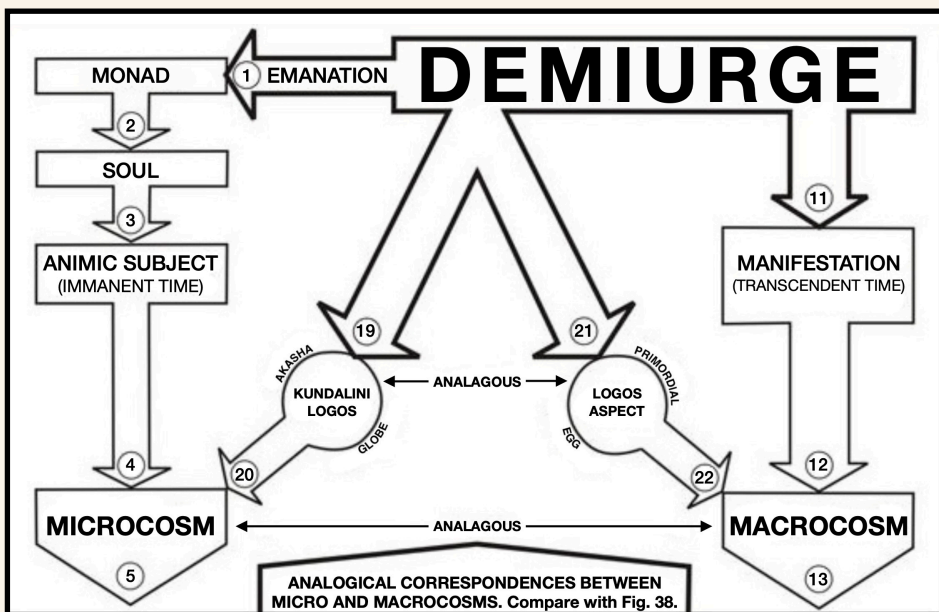 DEMIURGE
1 EMANATION
MONAD
2
SOUL
3
ANIMIC SUBJECT
(IMMANENT TIME)
4
MICROCOSM
5
11
MANIFESTATION
(TRANSCENDENT TIME)
12
MACROCOSM
13
19
AKASHA
KUNDALINI
LOGOS
GLOBE
20
21
PRIMORDIAL
LOGOS
ASPECT
EGG
22
ANALAGOUS
ANALAGOUS
ANALOGICAL CORRESPONDENCES BETWEEN
MICRO AND MACROCOSMS. Compare with Fig. 38.